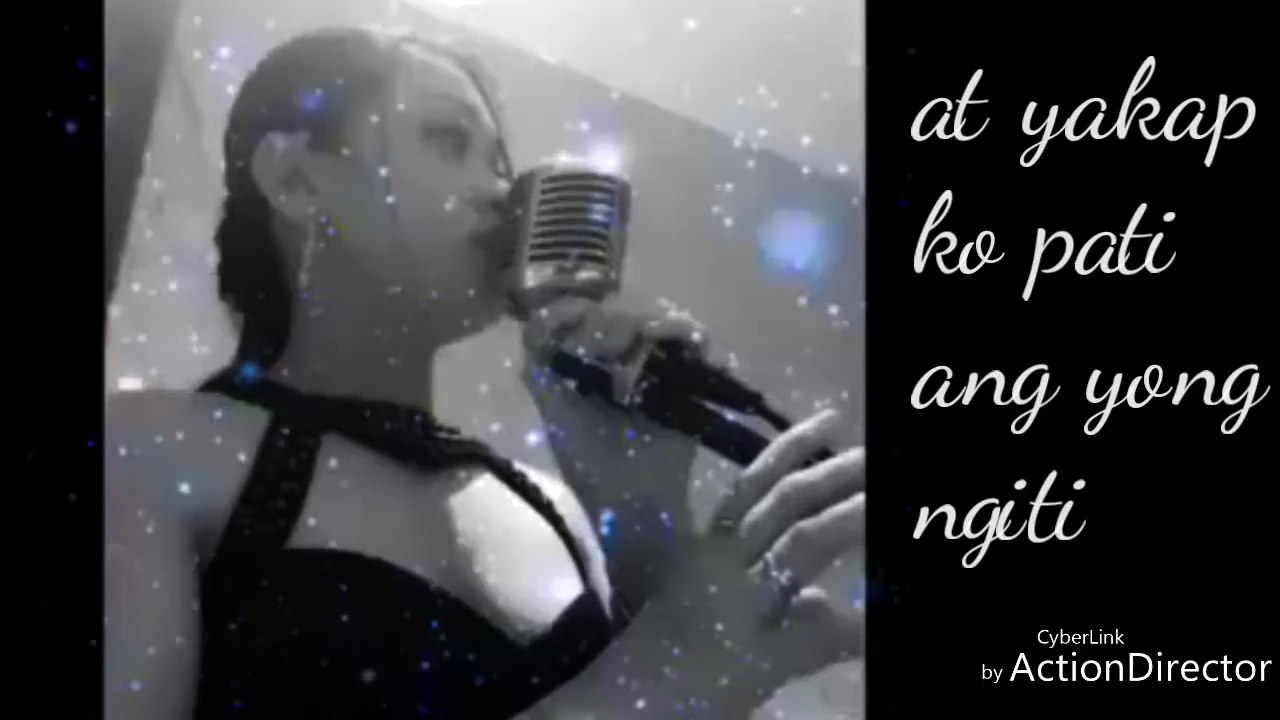 at yakap
ko pati
ang yong
ngiti
CyberLink
by ActionDirector